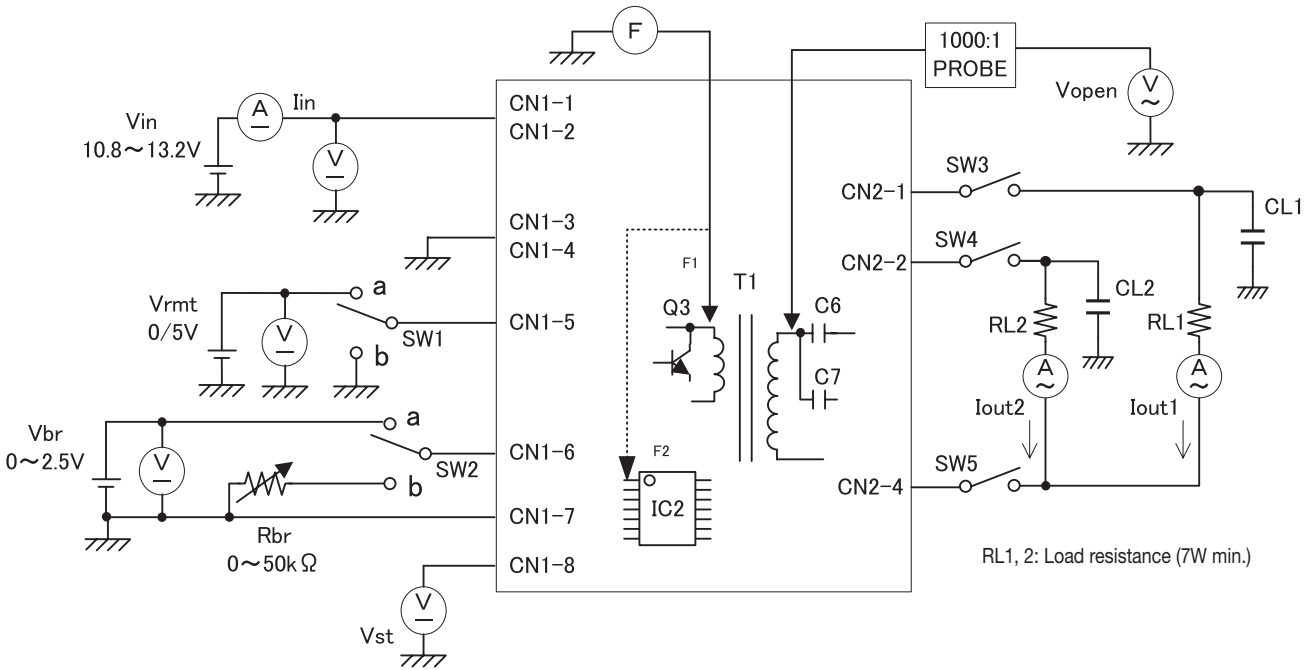 F
1000:1
PROBE
Vopen
V
Vin
10.8～13.2V
A
Iin
V
CN1-1
CN1-2
CN1-3
CN1-4
Vrmt
0/5V
V
a
b
SW1
CN1-5
Vbr
0～2.5V
V
a
b
SW2
CN1-6
Rbr
0～50kΩ
CN1-7
CN1-8
Vst
V
F1
Q3
T1
C6
C7
F2
IC2
CN2-1
SW3
CN2-2
SW4
CL1
CL2
RL2
RL1
A
A
Iout2
Iout1
CN2-4
SW5
RL1, 2: Load resistance (7W min.)